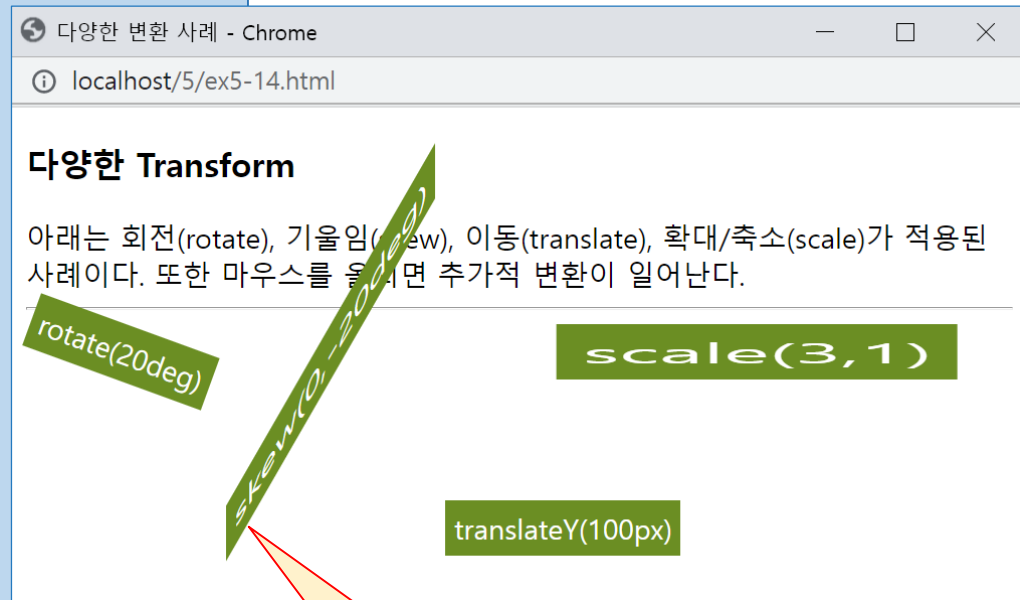 다양한 변환 사례 - Chrome
localhost/5/ex5-14.html
다양한 Transform
아래는 회전(rotate), 기울임(skew), 이동(translate), 확대/축소(scale)가 적용된
사례이다. 또한 마우스를 올리면 추가적 변환이 일어난다.
rotate(20deg)
skew(0, -20deg)
scale(3,1)
translateY(100px)